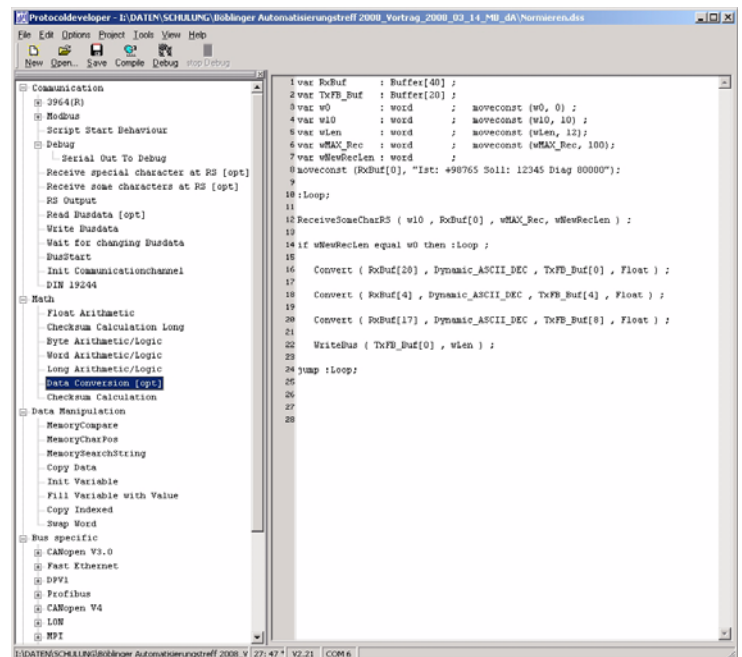 Protocoldeveloper - I:\DATEN\SCHULUNG\Böblinger Automatisierungstreff 2008_Vortrag_2008_03_14_MB_dA\Normieren.dss
File Edit Options Project Tools View Help
New Open... Save Compile Debug stop Debug
Communication
3964(R)
Modbus
Script Start Behaviour
Debug
Serial Out To Debug
Receive special character at RS [opt]
Receive some characters at RS [opt]
RS Output
Read Busdata [opt]
Write Busdata
Wait for changing Busdata
BusStart
Init Communicationchannel
DIN 19244
Math
Float Arithmetic
Checksum Calculation Long
Byte Arithmetic/Logic
Word Arithmetic/Logic
Long Arithmetic/Logic
Data Conversion [opt]
Checksum Calculation
Data Manipulation
MemoryCompare
MemoryCharPos
MemorySearchString
Copy Data
Init Variable
Fill Variable with Value
Copy Indexed
Swap Word
Bus specific
CANopen V3.0
Fast Ethernet
DPV1
Profibus
CANopen V4
LON
MPI
1 var RxBuf : Buffer[40] ;
2 var TxFB_Buf : Buffer[20] ;
3 var w0 : word ; moveconst (w0, 0) ;
4 var w10 : word ; moveconst (w10, 10) ;
5 var wLen : word ; moveconst (wLen, 12);
6 var wMAX_Rec : word ; moveconst (wMAX_Rec, 100);
7 var wNewRecLen : word ;
8 moveconst (RxBuf[0], "Ist: +98765 Soll: 12345 Diag 80000");
9
10 :Loop;
11
12 ReceiveSomeCharRS ( w10 , RxBuf[0] , wMAX_Rec, wNewRecLen ) ;
13
14 if wNewRecLen equal w0 then :Loop ;
15
16 Convert ( RxBuf[28] , Dynamic_ASCII_DEC , TxFB_Buf[0] , Float ) ;
17
18 Convert ( RxBuf[4] , Dynamic_ASCII_DEC , TxFB_Buf[4] , Float ) ;
19
20 Convert ( RxBuf[17] , Dynamic_ASCII_DEC , TxFB_Buf[8] , Float ) ;
21
22 WriteBus ( TxFB_Buf[0] , wLen ) ;
23
24 jump :Loop;
25
26
27
28
I:\DATEN\SCHULUNG\Böblinger Automatisierungstreff 2008_V 27: 47 * V2.21 COM 6